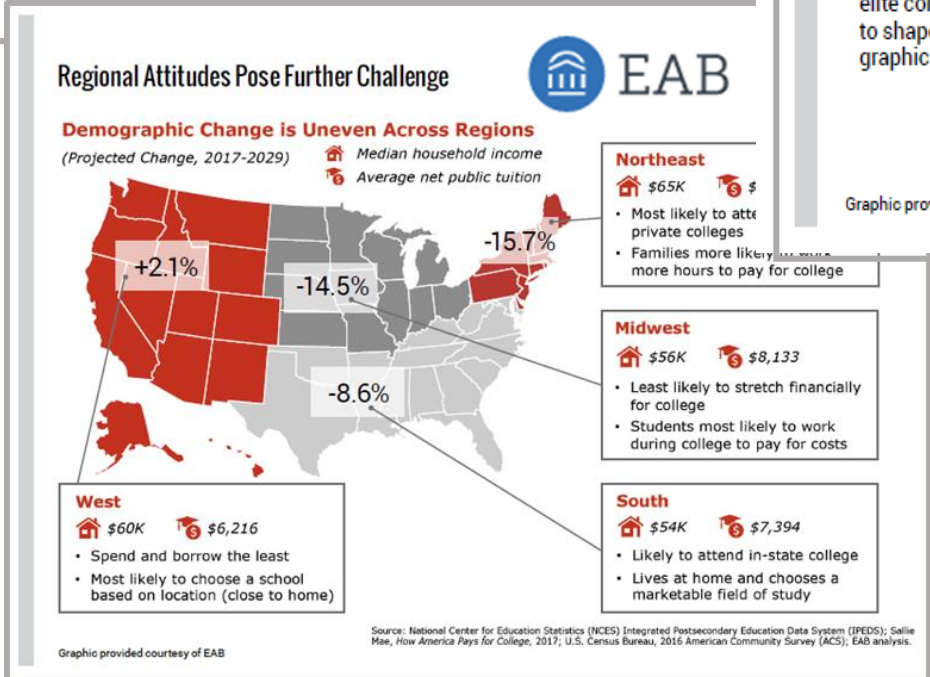 elite
to shape
graphic
Graphic
Regional Attitudes Pose Further Challenge
EAB
Demographic Change is Uneven Across Regions
(Projected Change, 2017-2029)
Median household income
Average net public tuition
+2.1%
-14.5%
-15.7%
-8.6%
Northeast
$65K $
• Most likely to
private colleges
• Families more likely to work
more hours to pay for college
Midwest
$56K $8,133
• Least likely to stretch financially
for college
• Students most likely to work
during college to pay for costs
West
$60K $6,216
• Spend and borrow the least
• Most likely to choose a school
based on location (close to home)
South
$54K $7,394
• Likely to attend in-state college
• Lives at home and chooses a
marketable field of study
Source: National Center for Education Statistics (NCES) Integrated Postsecondary Education Data System (IPEDS); Sallie
Mae, How America Pays for College, 2017; U.S. Census Bureau, 2016 American Community Survey (ACS); EAB analysis.
Graphic provided courtesy of EAB